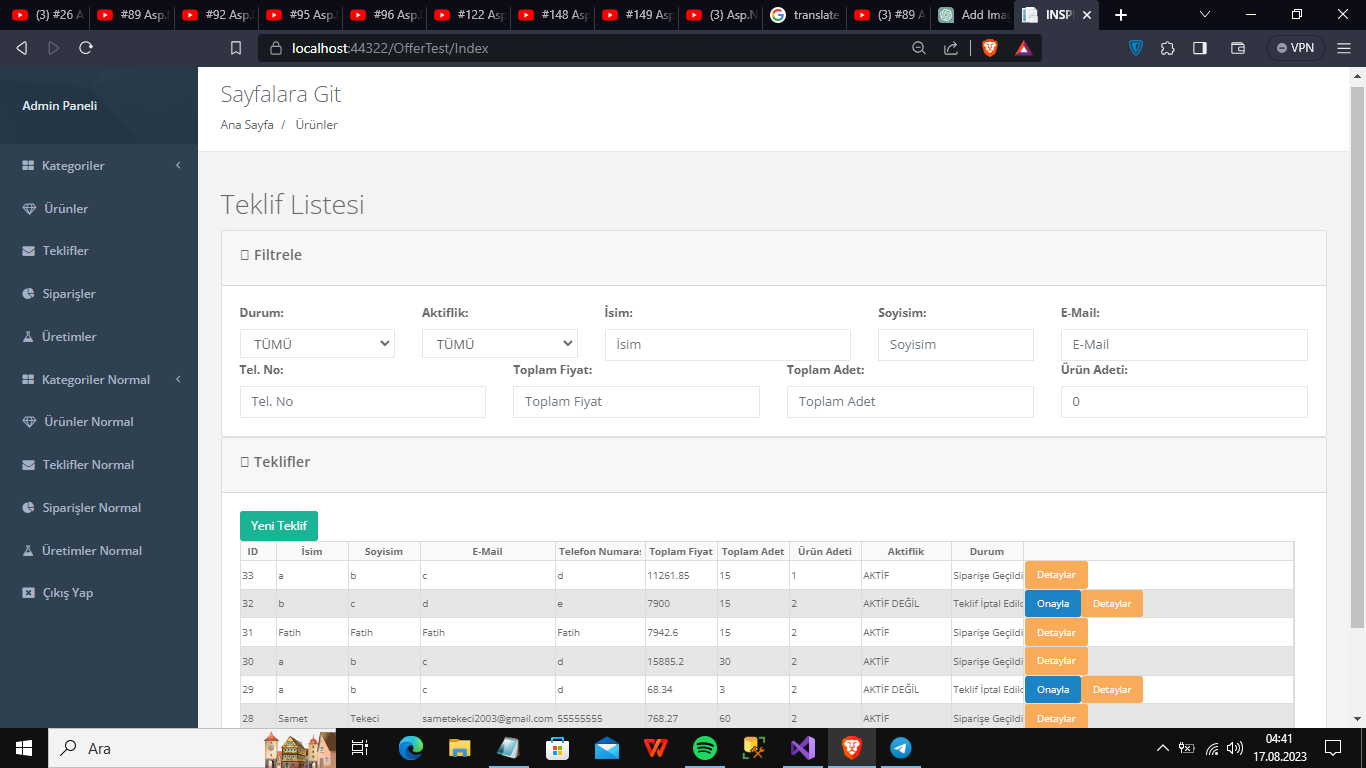 (3) #26 A
#89 Asp.N
#92 Asp.
#95 Asp.
#96 Asp.
#122 Asp
#148 Asp
#149 Asp
(3) Asp.N
translate
(3) #89 A
Add Imag
INSPI
localhost:44322/OfferTest/Index
VPN
Admin Paneli
Kategoriler
Ürünler
Teklifler
Siparişler
Üretimler
Kategoriler Normal
Ürünler Normal
Teklifler Normal
Siparişler Normal
Üretimler Normal
Çıkış Yap
Sayfalara Git
Ana Sayfa / Ürünler
Teklif Listesi
Filtrele
Durum: Aktiflik: İsim: Soyisim: E-Mail:
TÜMÜ TÜMÜ İsim Soyisim E-Mail
Tel. No: Toplam Fiyat: Toplam Adet: Ürün Adeti:
Tel. No Toplam Fiyat Toplam Adet 0
Teklifler
Yeni Teklif
ID İsim Soyisim E-Mail Telefon Numaras Toplam Fiyat Toplam Adet Ürün Adeti Aktiflik Durum
33 a b c d 11261.85 15 1 AKTİF Siparişe Geçildi Detaylar
32 b c d e 7900 15 2 AKTİF DEĞİL Teklif İptal Edild Onayla Detaylar
31 Fatih Fatih Fatih Fatih 7942.6 15 2 AKTİF Siparişe Geçildi Detaylar
30 a b c d 15885.2 30 2 AKTİF Siparişe Geçildi Detaylar
29 a b c d 68.34 3 2 AKTİF DEĞİL Teklif İptal Edild Onayla Detaylar
28 Samet Tekeci sametekeci2003@gmail.com 55555555 768.27 60 2 AKTİF Siparişe Geçildi Detaylar
Ara
04:41
17.08.2023